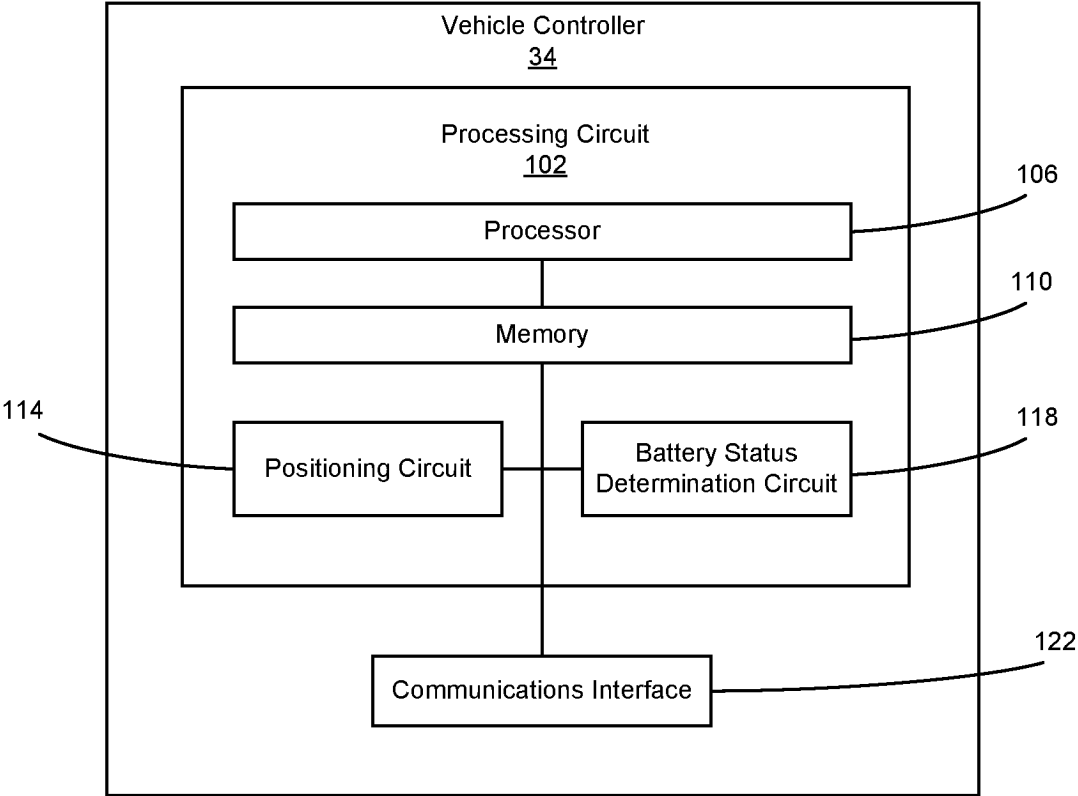 Vehicle Controller
34
Processing Circuit
102
106
Processor
110
Memory
114
Positioning Circuit
118
Battery Status
Determination Circuit
122
Communications Interface